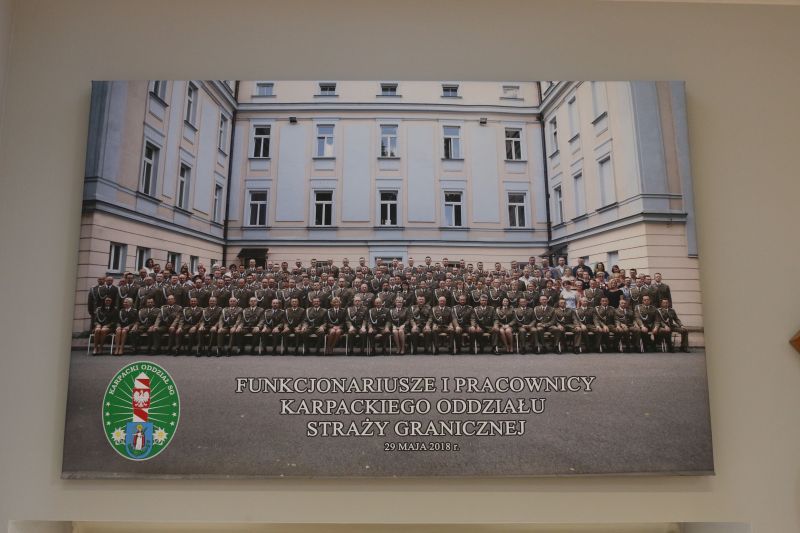 FUNKCJONARIUSZE I PRACOWNICY
KARPACKIEGO ODDZIAŁU
STRAŻY GRANICZNEJ
29 MAJA 2018 r.
KARPACKI ODDZIAŁ SG